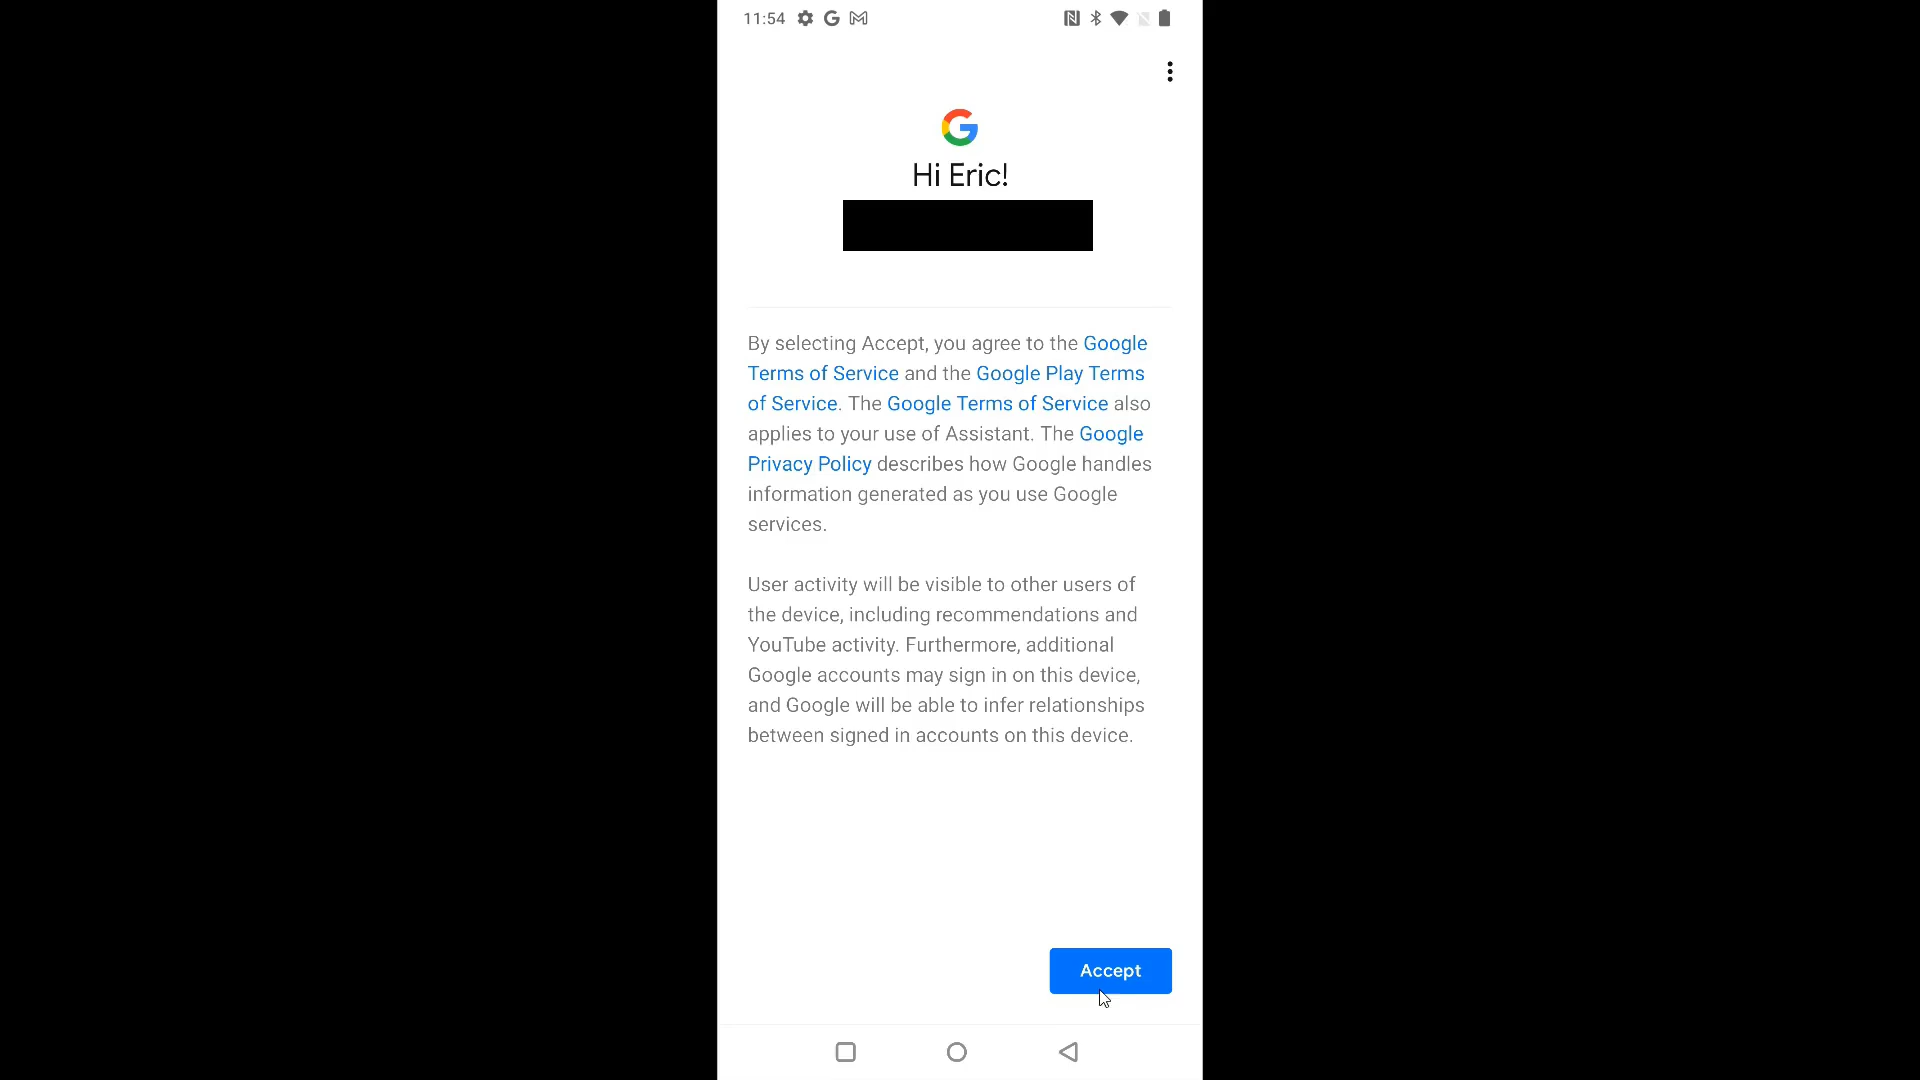 11:54
Hi Eric!
By selecting Accept, you agree to the Google
Terms of Service and the Google Play Terms
of Service. The Google Terms of Service also
applies to your use of Assistant. The Google
Privacy Policy describes how Google handles
information generated as you use Google
services.
User activity will be visible to other users of
the device, including recommendations and
YouTube activity. Furthermore, additional
Google accounts may sign in on this device,
and Google will be able to infer relationships
between signed in accounts on this device.
Accept